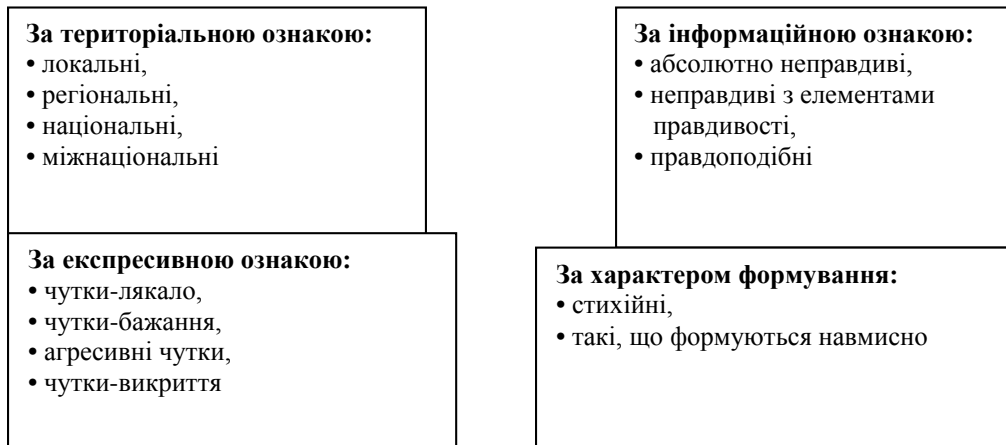 За територіальною ознакою:
• локальні,
• регіональні,
• національні,
• міжнаціональні
За інформаційною ознакою:
• абсолютно неправдиві,
• неправдиві з елементами
правдивості,
• правдоподібні
За експресивною ознакою:
• чутки-лякало,
• чутки-бажання,
• агресивні чутки,
• чутки-викриття
За характером формування:
• стихійні,
• такі, що формуються навмисно